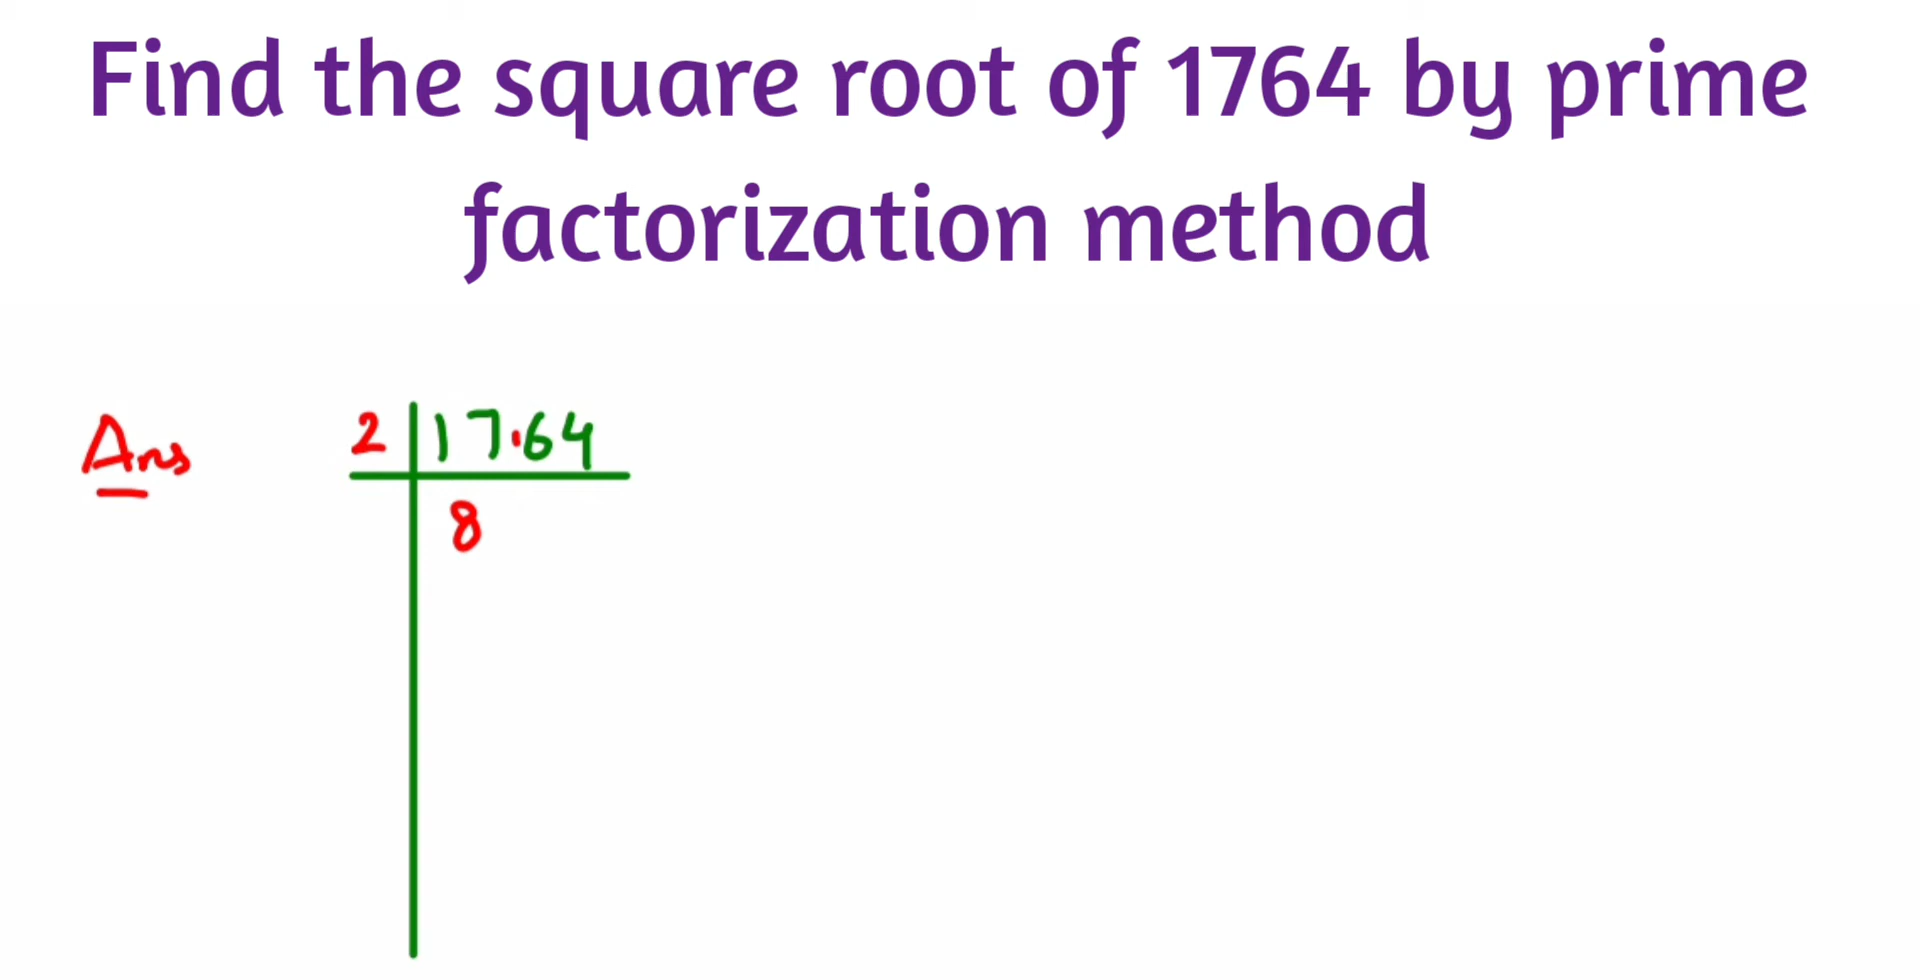 Find the square root of 1764 by prime
factorization method
Ans 2 17.64
8